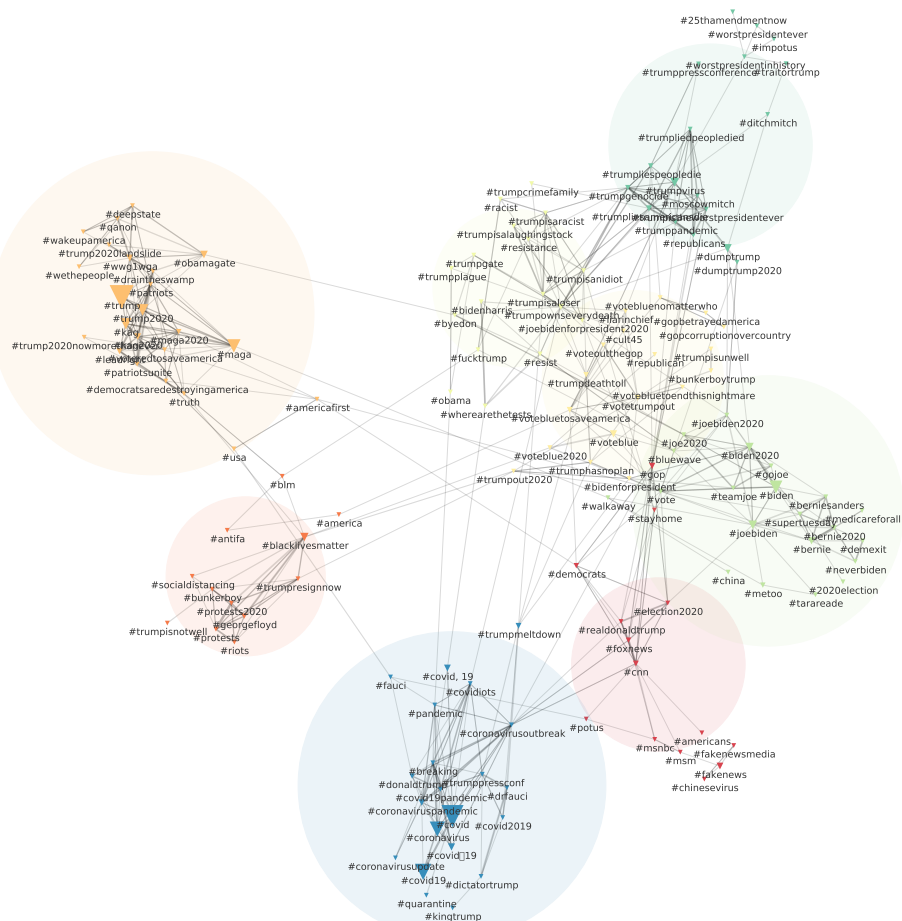 #25thamendmentnow
#worstpresidentever
#impotus
#worstpresidentinhistory
#trumppressconference
#traitortrump
#ditchmitch
#trumpliedpeopledied
#trumpliespeopledie
#trumpvirus
#trumpgenocide
#moscowmitch
#trumppandemic
#republicans
#dumptrump
#dumptrump2020
#trumpcrimefamily
#racist
#trumpisaracist
#trumpisalaughingstock
#resistance
#trumpgate
#trumpplague
#trumpisanidiot
#trumpisaloser
#bidenharris
#trumpownseverydeath
#byedon
#joebidenforpresident2020
#votebluenomatterwho
#liarinchief
#gopbetrayedamerica
#gopcorruptionovercountry
#cult45
#voteoutthegop
#fucktrump
#resist
#republican
#trumpisunwell
#bunkerboytrump
#trumpdeathtoll
#obama
#votebluetoendthisnightmare
#votetrumpout
#wherearethetests
#votebluetosaveamerica
#voteblue
#voteblue2020
#trumphasnoplan
#trumpout2020
#bidenforpresident
#walkaway
#deepstate
#qanon
#wakeupamerica
#trump2020landslide
#obamagate
#wwg1wga
#wethepeople
#draintheswamp
#patriots
#trump
#trump2020
#kag
#maga2020
#maga
#patriotsunite
#democratsaredestroyingamerica
#truth
#americafirst
#usa
#joebiden2020
#joe2020
#biden2020
#bluewave
#gop
#gojoe
#teamjoe
#biden
#vote
#stayhome
#berniesanders
#supertuesday
#medicareforall
#joebiden
#bernie2020
#bernie
#demexit
#neverbiden
#china
#metoo
#2020election
#tarareade
#blm
#america
#antifa
#blacklivesmatter
#socialdistancing
#trumpresignnow
#bunkerboy
#protests2020
#georgefloyd
#trumpisnotwell
#protests
#riots
#democrats
#election2020
#realdonaldtrump
#foxnews
#cnn
#potus
#americans
#msnbc
#fakenewsmedia
#msm
#fakenews
#chinesevirus
#trumpmeltdown
#fauci
#covid, 19
#covidiots
#pandemic
#coronavirusoutbreak
#breaking
#donaldtrump
#trumppressconf
#covid19pandemic
#drfauci
#coronaviruspandemic
#covid
#covid2019
#coronavirus
#covid▯19
#coronavirusupdate
#covid19
#dictatortrump
#quarantine
#kingtrump